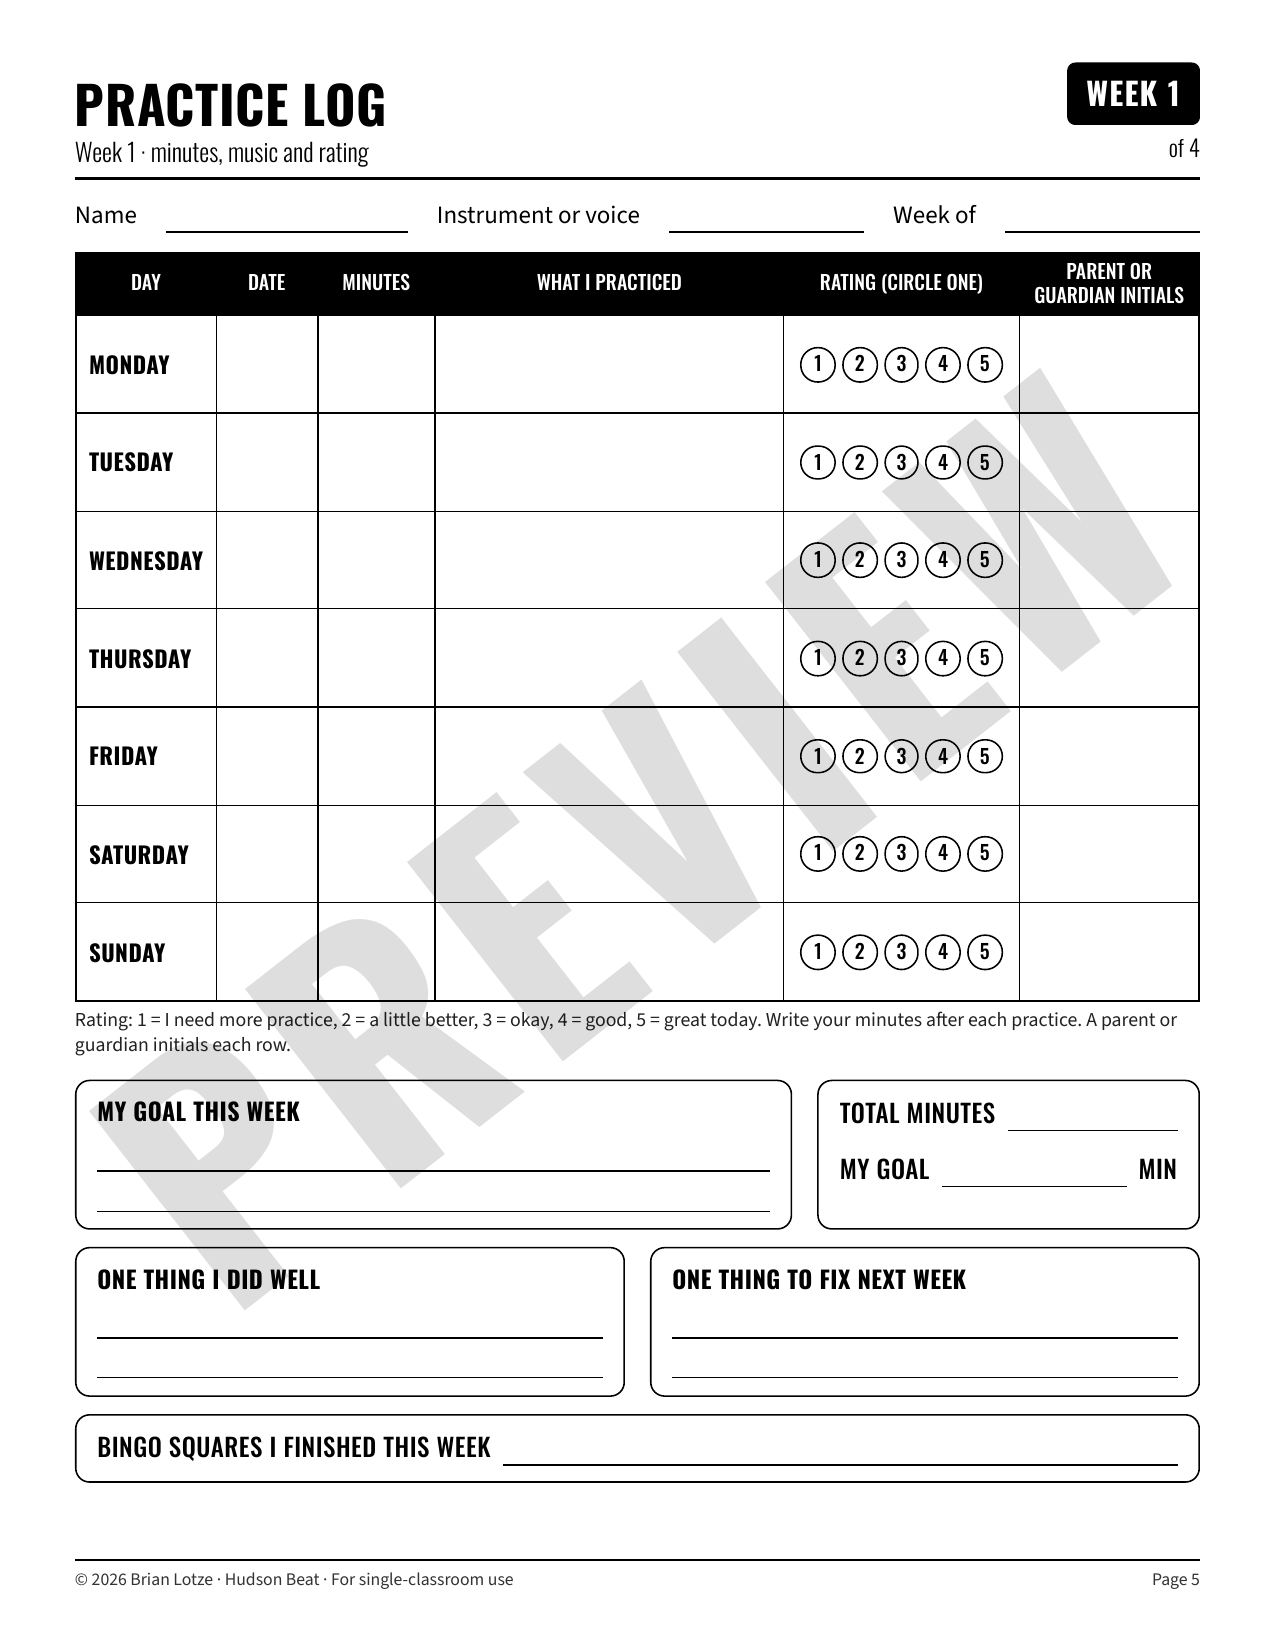 PRACTICE LOG
WEEK 1
Week 1 · minutes, music and rating
of 4
Name Instrument or voice Week of
DAY DATE MINUTES WHAT I PRACTICED RATING (CIRCLE ONE) PARENT OR
GUARDIAN INITIALS
MONDAY 1 2 3 4 5
TUESDAY 1 2 3 4 5
WEDNESDAY 1 2 3 4 5
THURSDAY 1 2 3 4 5
FRIDAY 1 2 3 4 5
SATURDAY 1 2 3 4 5
SUNDAY 1 2 3 4 5
PREVIEW
Rating: 1 = I need more practice, 2 = a little better, 3 = okay, 4 = good, 5 = great today. Write your minutes after each practice. A parent or
guardian initials each row.
MY GOAL THIS WEEK
TOTAL MINUTES
MY GOAL MIN
ONE THING I DID WELL
ONE THING TO FIX NEXT WEEK
BINGO SQUARES I FINISHED THIS WEEK
© 2026 Brian Lotze · Hudson Beat · For single-classroom use
Page 5